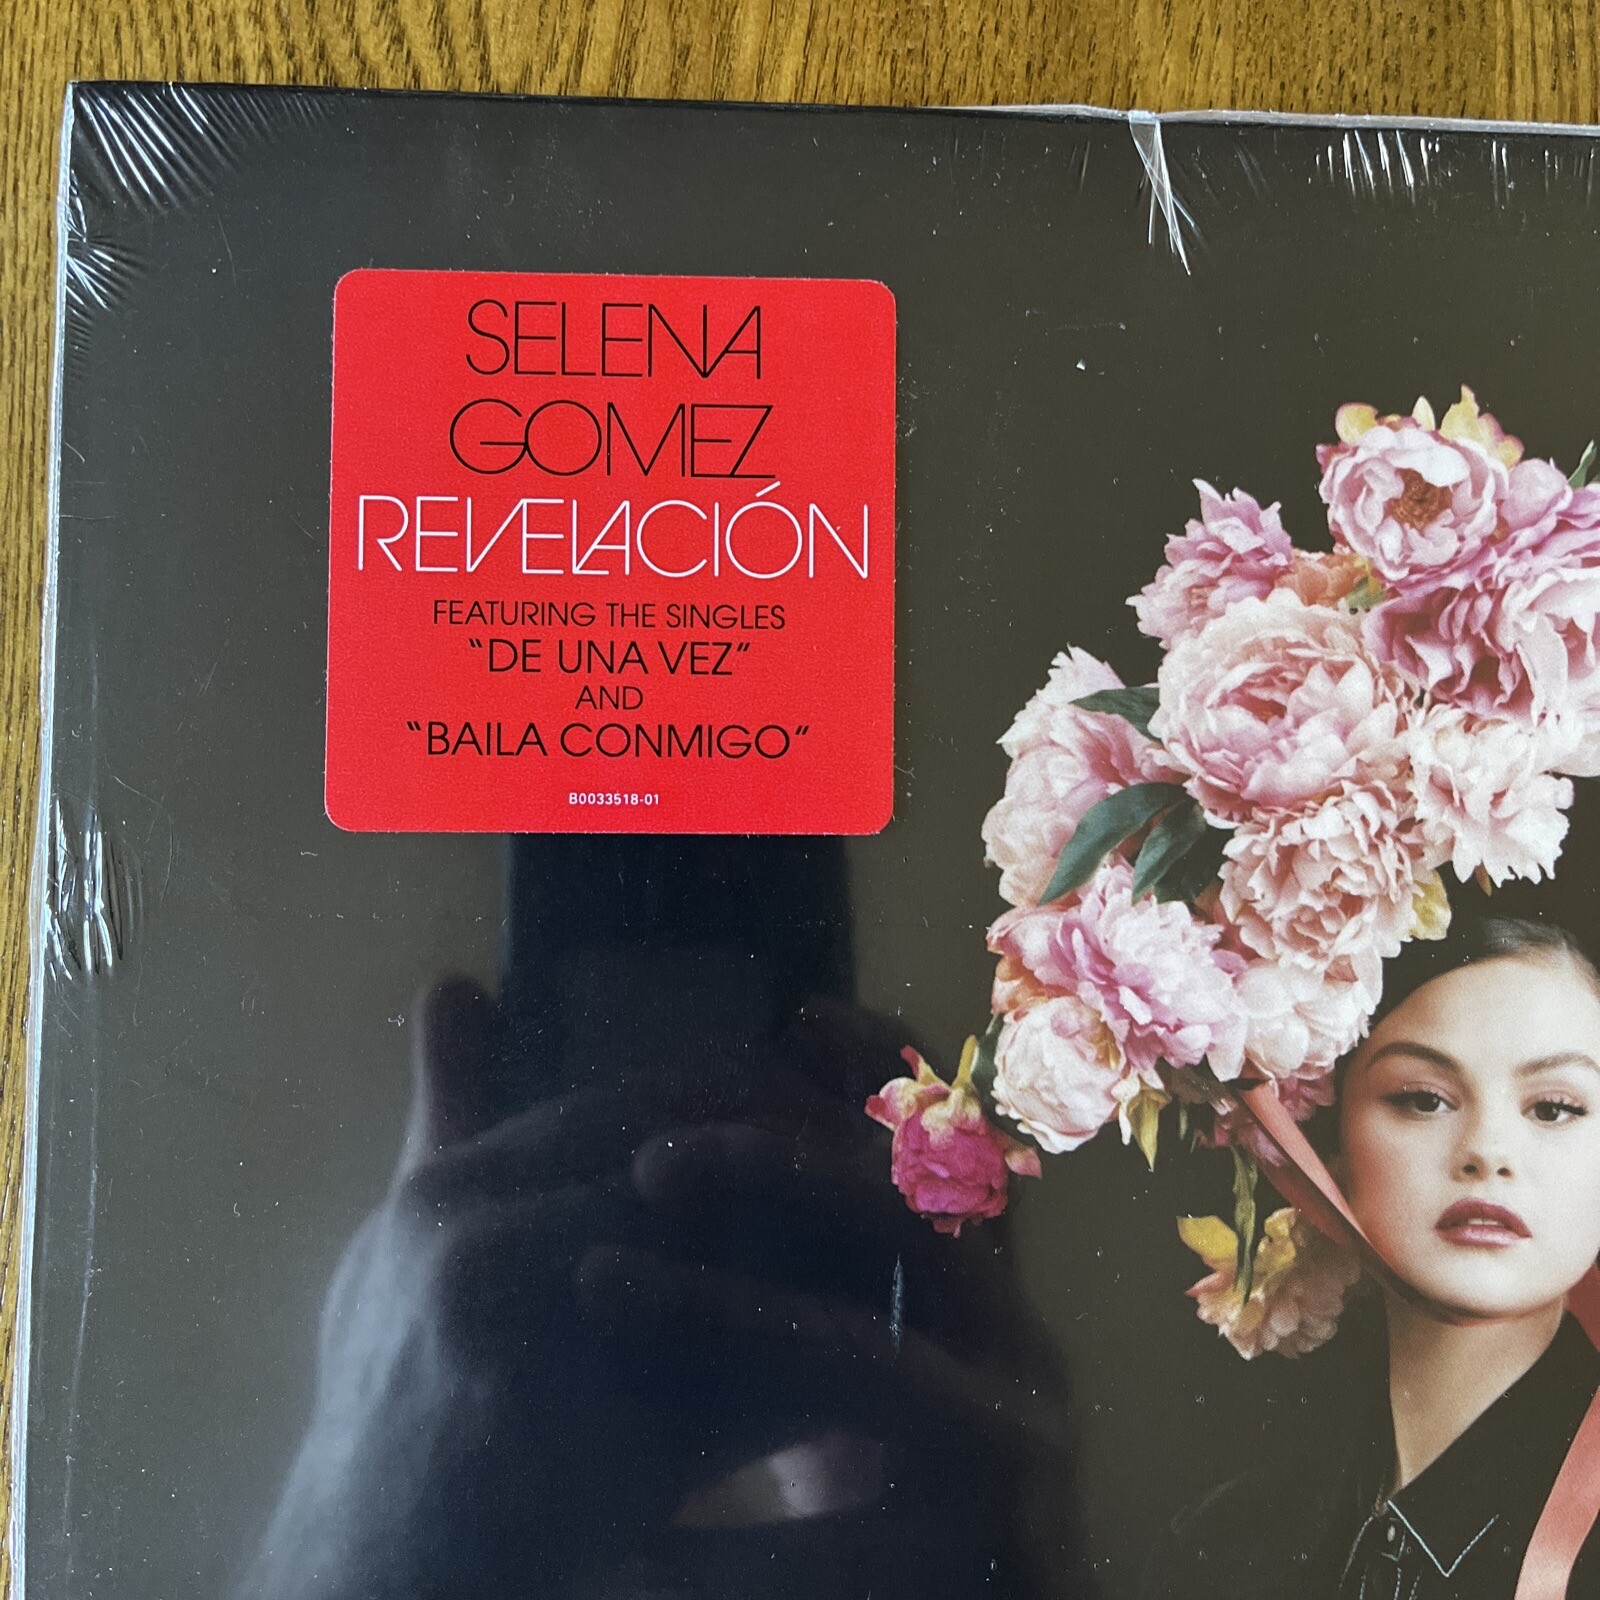 SELENA
GOMEZ
REVELACIÓN
FEATURING THE SINGLES
"DE UNA VEZ"
AND
"BAILA CONMIGO"
B0033518-01